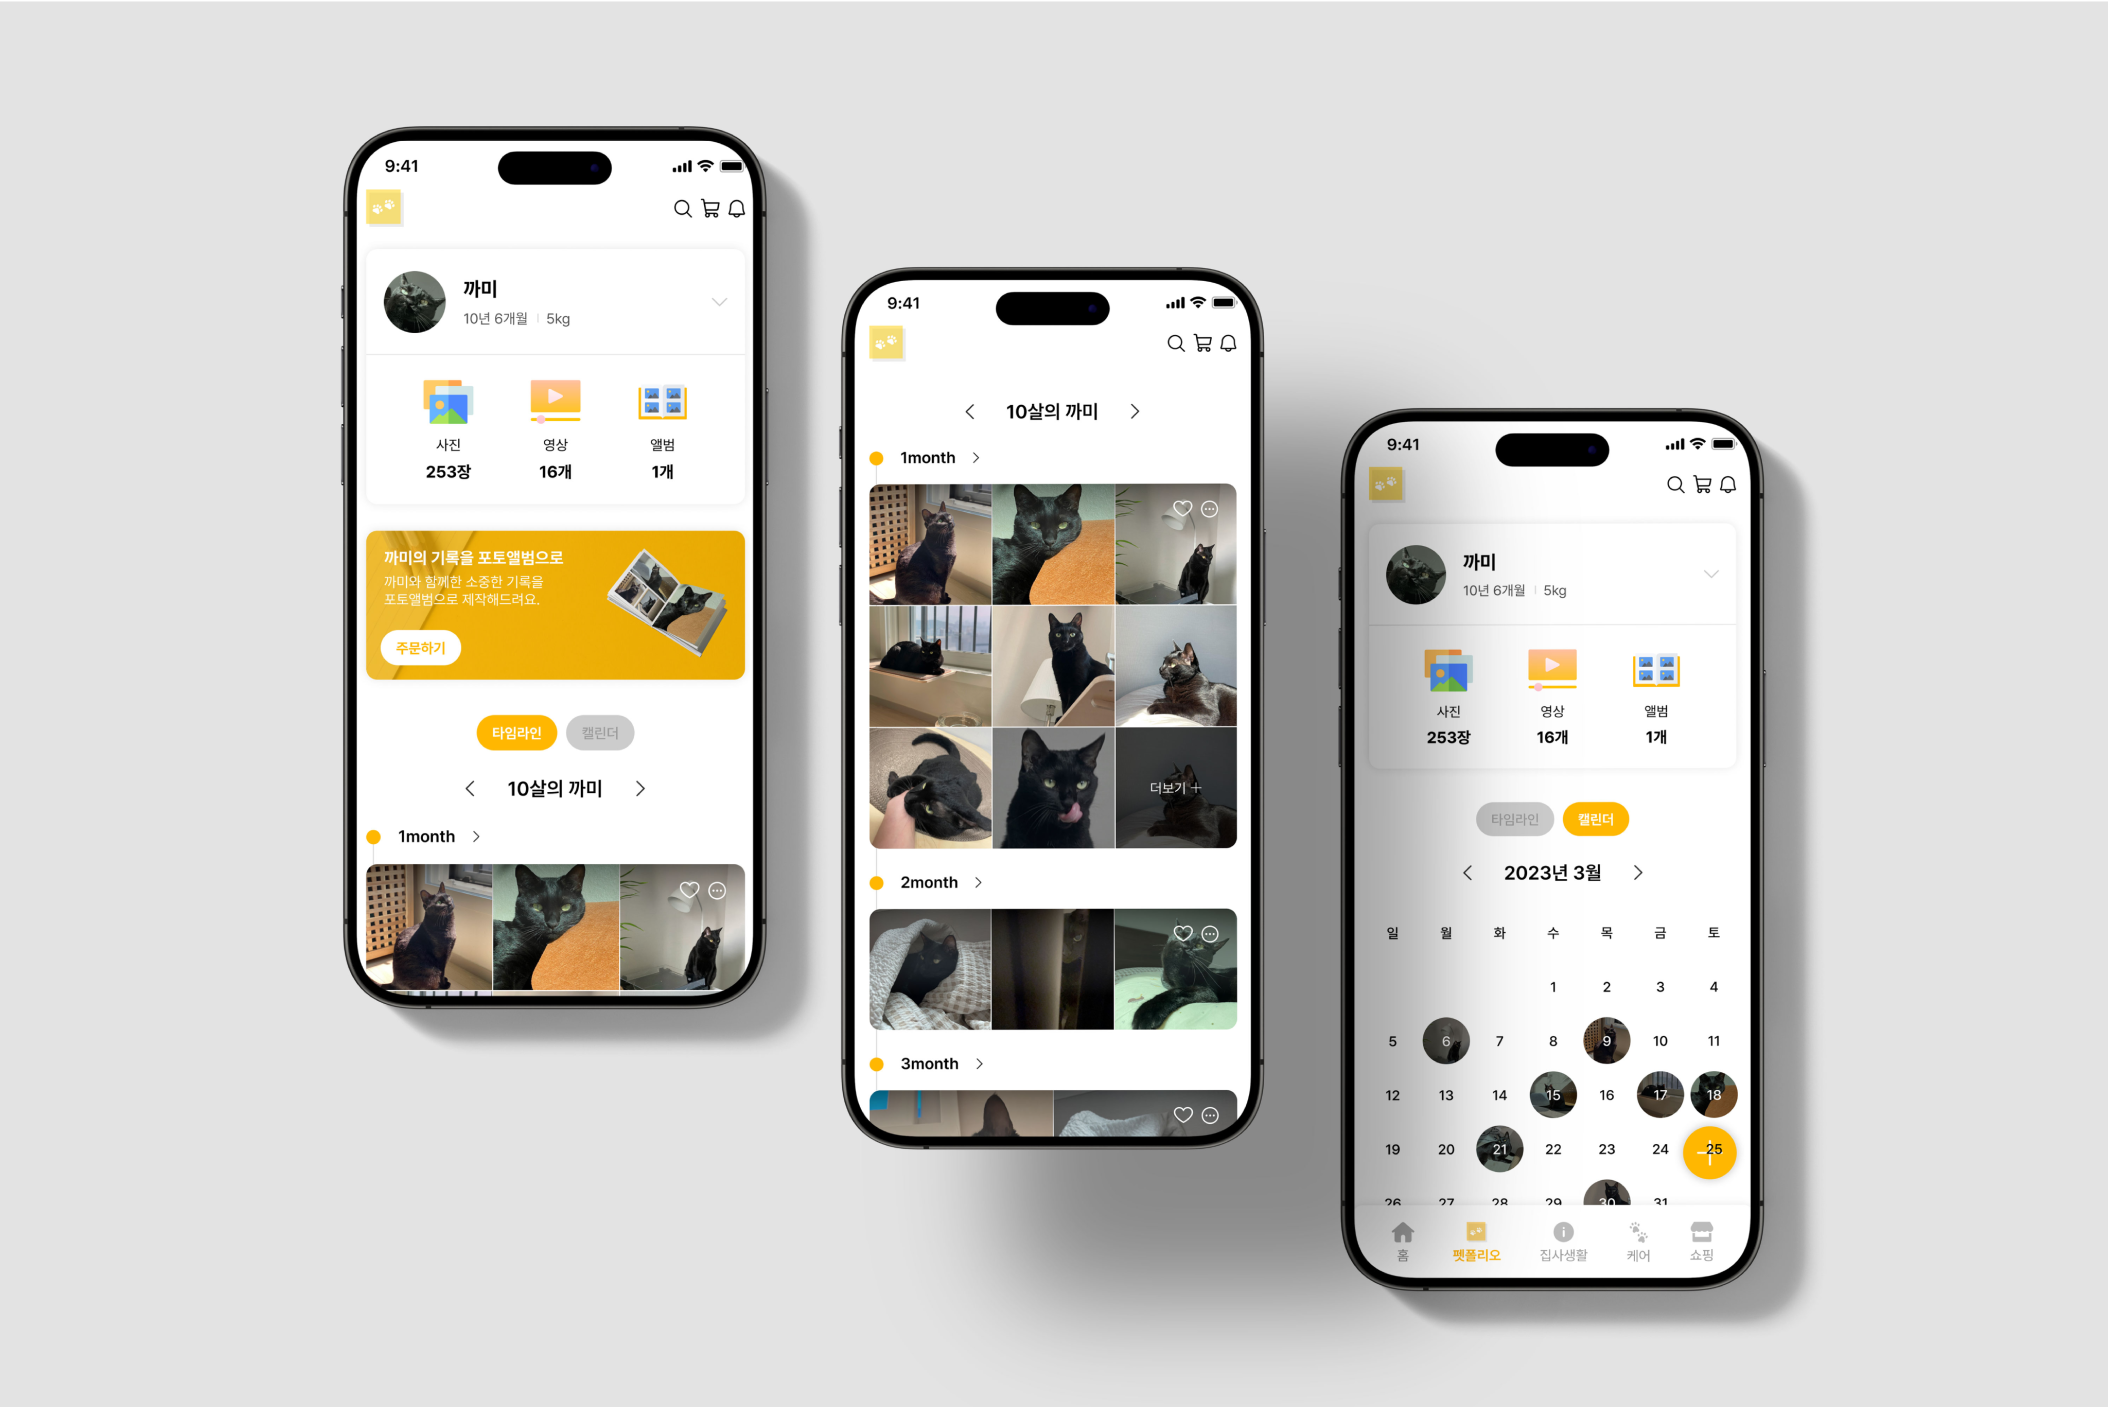 9:41
까미
10년 6개월 | 5kg
사진 영상 앨범
253장 16개 1개
까미의 기록을 포토앨범으로
까미와 함께한 소중한 기록을
포토앨범으로 제작해드려요.
주문하기
타임라인 캘린더
< 10살의 까미 >
1month >
9:41
< 10살의 까미 >
1month >
더보기 +
2month >
3month >
9:41
까미
10년 6개월 | 5kg
사진 영상 앨범
253장 16개 1개
타임라인 캘린더
< 2023년 3월 >
일 월 화 수 목 금 토
1 2 3 4
5 6 7 8 9 10 11
12 13 14 15 16 17 18
19 20 21 22 23 24 25
26 27 28 29 30 31
홈 펫폴리오 집사생활 케어 쇼핑